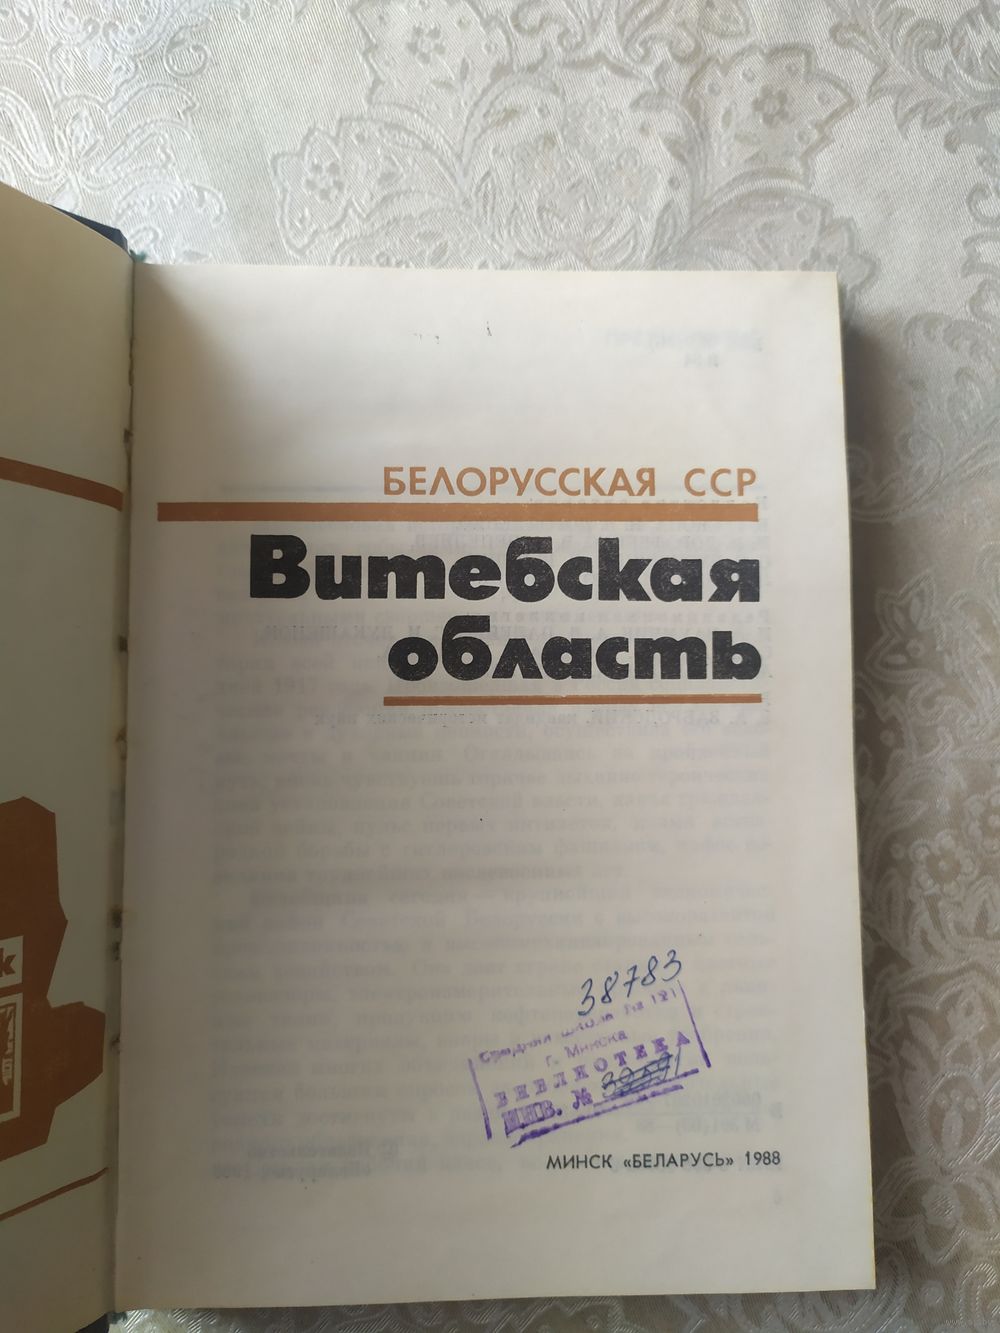 БЕЛОРУССКАЯ ССР
Витебская
область
38783
Средняя школа № 121
г. Минска
БИБЛИОТЕКА
ИНВ. №
МИНСК «БЕЛАРУСЬ» 1988
к